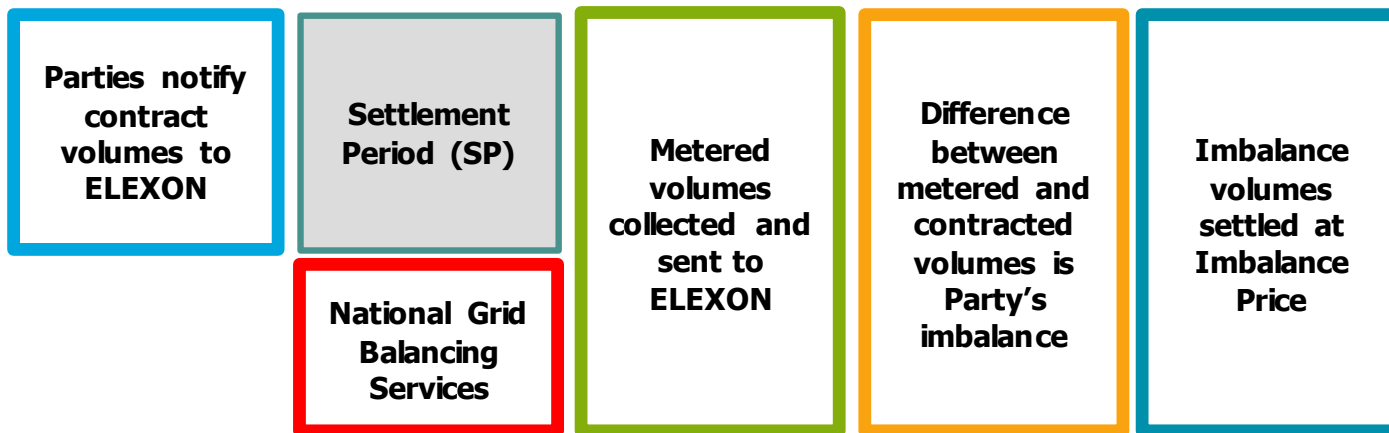 Parties notify
contract
volumes to
ELEXON
Settlement
Period (SP)
National Grid
Balancing
Services
Metered
volumes
collected and
sent to
ELEXON
Difference
between
metered and
contracted
volumes is
Party’s
imbalance
Imbalance
volumes
settled at
Imbalance
Price